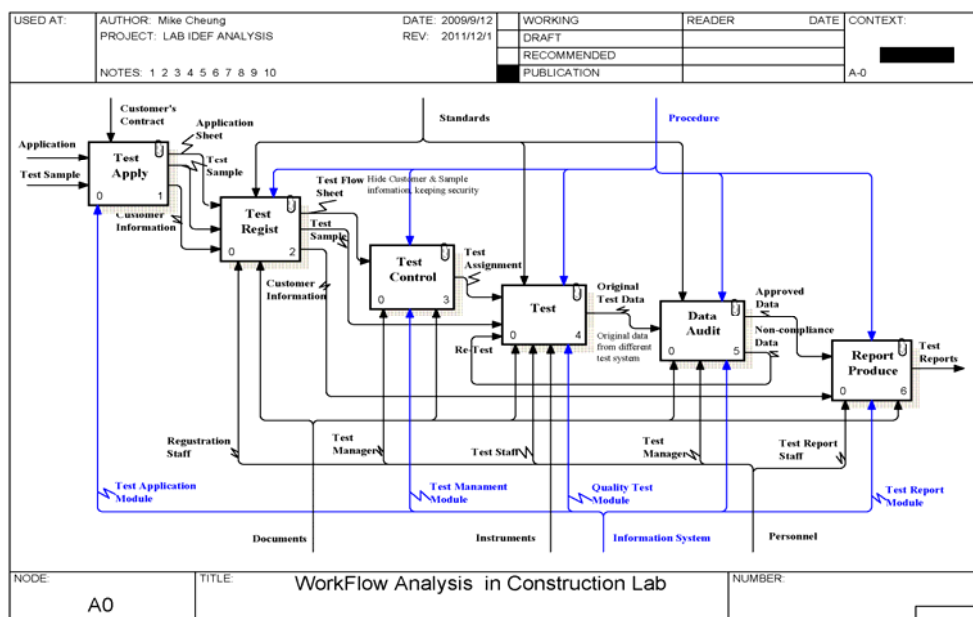 USED AT:
AUTHOR: Mike Cheung
DATE: 2009/9/12
WORKING
READER
DATE
CONTEXT:
PROJECT: LAB IDEF ANALYSIS
REV: 2011/12/1
DRAFT
RECOMMENDED
NOTES: 1 2 3 4 5 6 7 8 9 10
PUBLICATION
A-0
Customer's
Contract
Standards
Procedure
Application
Sheet
Application
Test
Apply
0 1
Test
Sample
Test Sample
Customer
Information
Test Flow
Sheet
Hide Customer & Sample
infomation, keeping security
Test
Regist
0 2
Test
Sample
Customer
Information
Test
Control
0 3
Test
Assignment
Test
0 4
Original
Test Data
Original data
from different
test system
Re-Test
Data
Audit
0 5
Approved
Data
Non-compliance
Data
Report
Produce
0 6
Test
Reports
Regustration
Staff
Test
Manager
Test Staff
Test
Manager
Test Report
Staff
Test Application
Module
Test Manament
Module
Quality Test
Module
Test Report
Module
Documents
Instruments
Information System
Personnel
NODE:
TITLE:
WorkFlow Analysis in Construction Lab
NUMBER:
A0